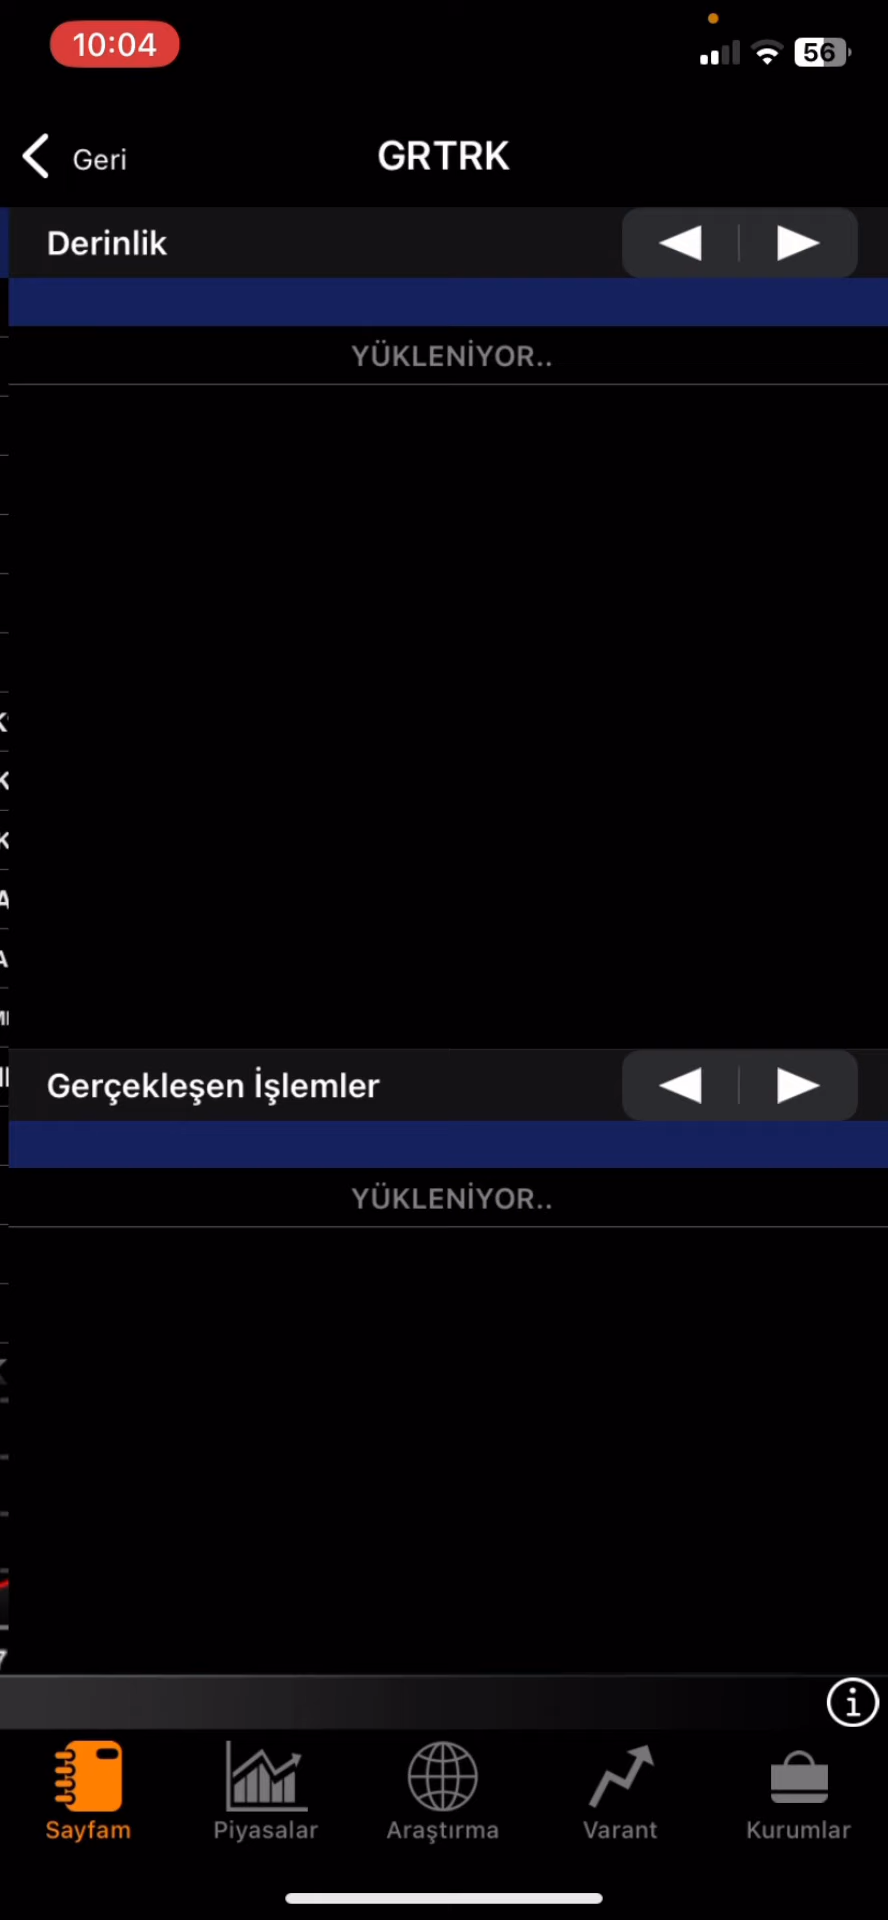 10:04
56
Geri
GRTRK
Derinlik
YÜKLENİYOR..
Gerçekleşen İşlemler
YÜKLENİYOR..
Sayfam
Piyasalar
Araştırma
Varant
Kurumlar